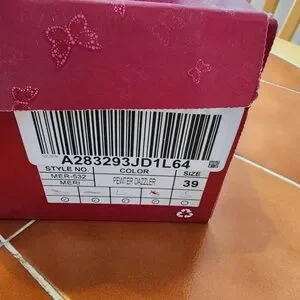 A283293JD1L64
STYLE NO. COLOR SIZE
MER-532 PEWTER DAZZLER 39
MERI